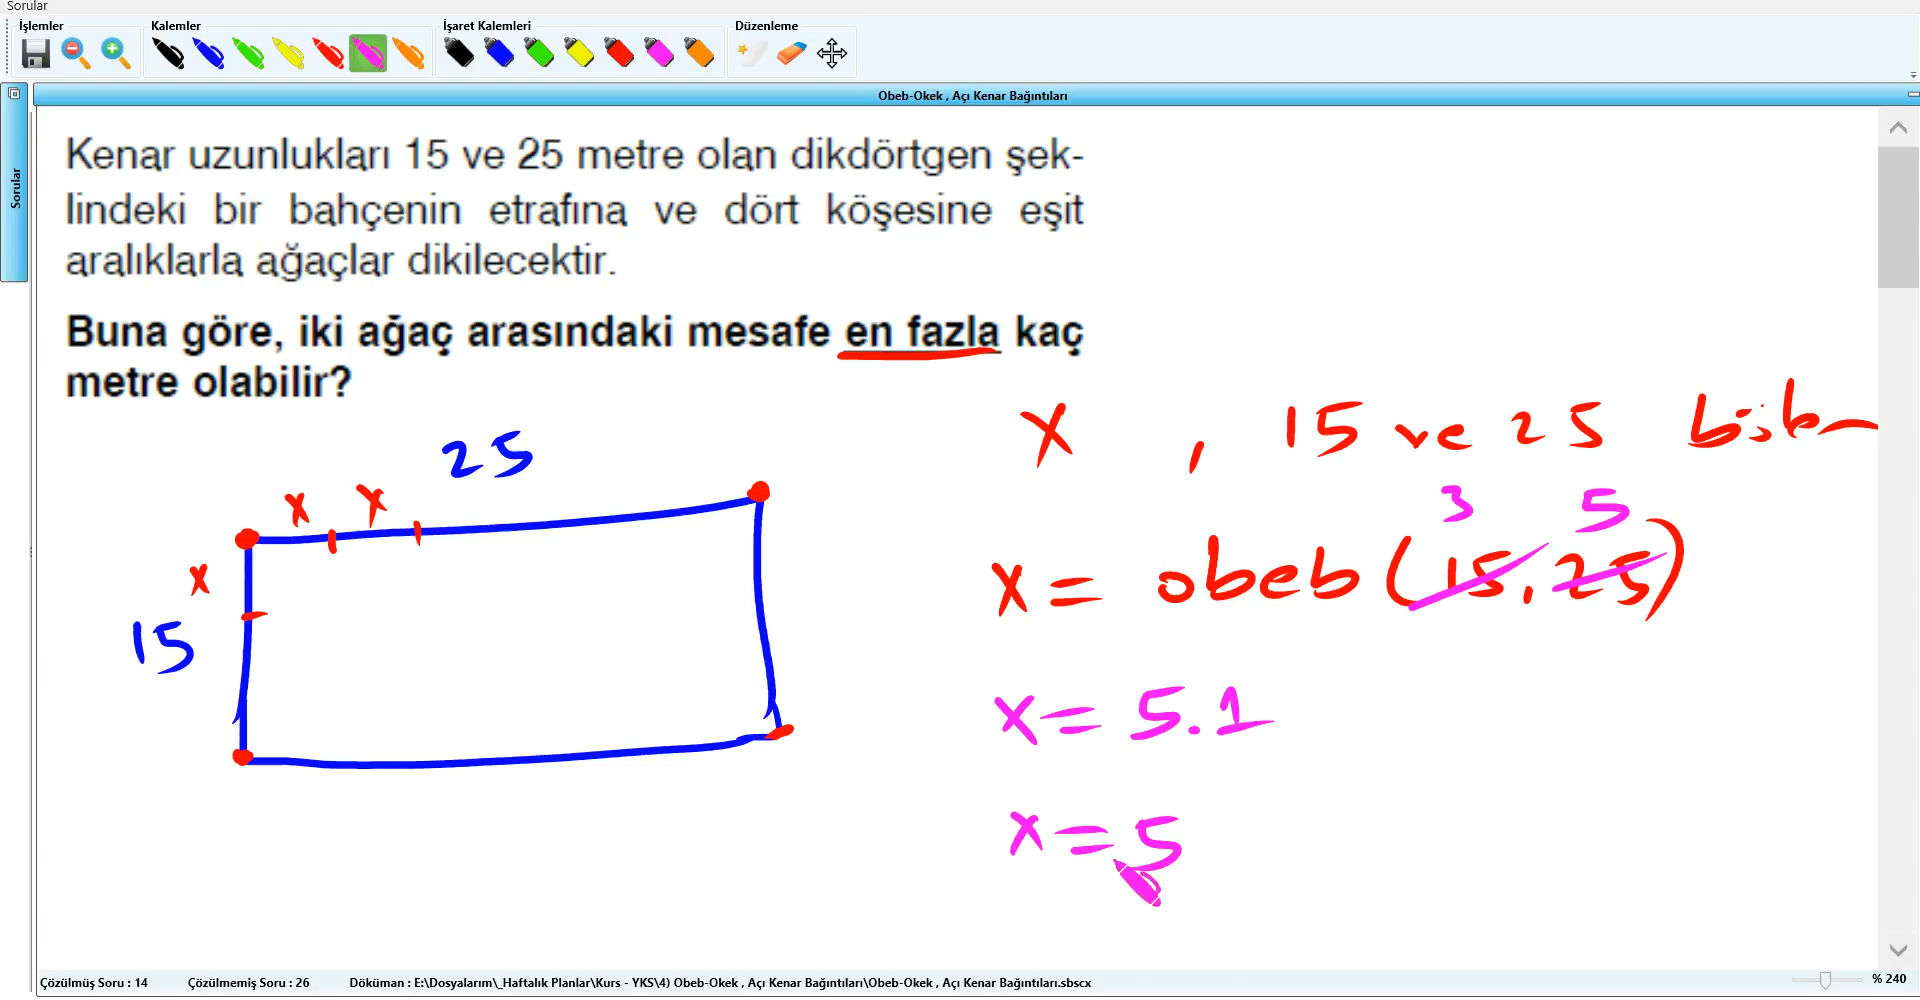 Sorular
İşlemler
Kalemler
İşaret Kalemleri
Düzenleme
Sorular
Obeb-Okek , Açı Kenar Bağıntıları
Kenar uzunlukları 15 ve 25 metre olan dikdörtgen şek-
lindeki bir bahçenin etrafına ve dört köşesine eşit
aralıklarla ağaçlar dikilecektir.
Buna göre, iki ağaç arasındaki mesafe en fazla kaç
metre olabilir?
25
x x
x
15
x , 15 ve 25
3 5
x = obeb (15, 25)
x = 5.1
x = 5
Çözülmüş Soru : 14
Çözülmemiş Soru : 26
Döküman : E:\Dosyalarım\_Haftalık Planlar\Kurs - YKS\4) Obeb-Okek , Açı Kenar Bağıntıları\Obeb-Okek , Açı Kenar Bağıntıları.sbscx
% 240